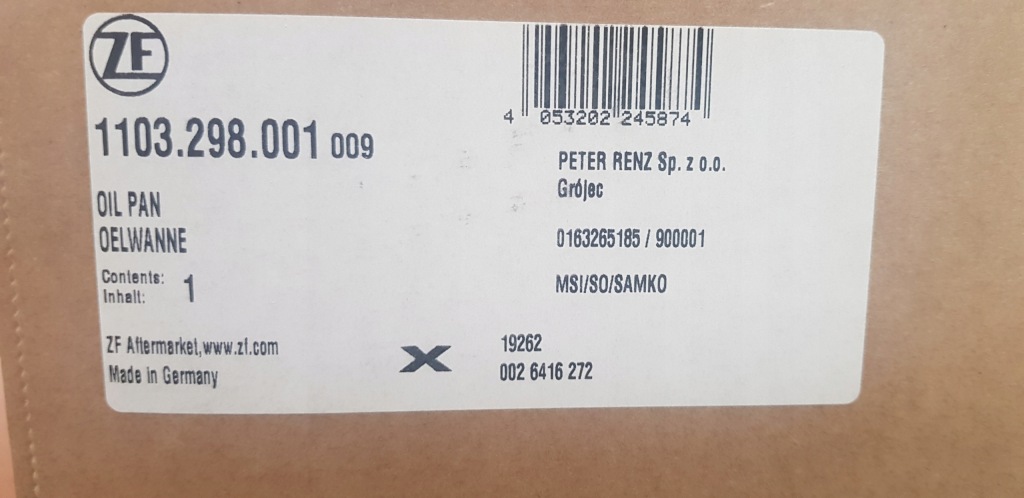 ZF
1103.298.001 009
OIL PAN
OELWANNE
Contents:
Inhalt: 1
ZF Aftermarket,www.zf.com
Made in Germany
X
4 053202 245874
PETER RENZ Sp. z o.o.
Grójec
0163265185 / 900001
MSI/SO/SAMKO
19262
002 6416 272